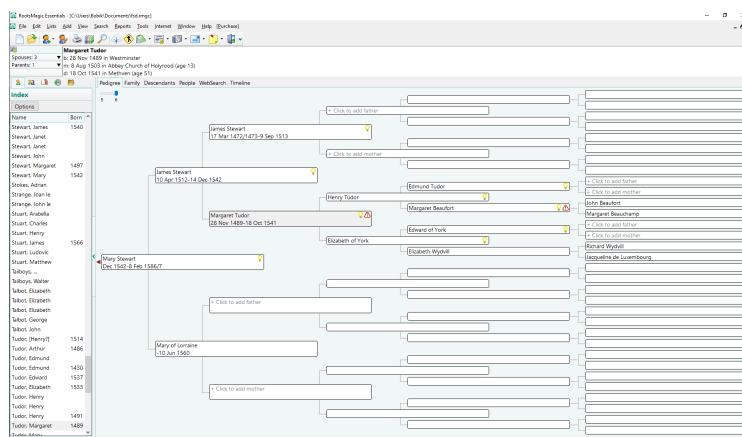 RootsMagic Essentials - [C:\Users\Bobsik\Documents\fsd.rmgc]
File Edit Lists Add View Search Reports Tools Internet Window Help [Purchase]
Margaret Tudor
Spouses: 3
b: 28 Nov 1489 in Westminster
Parents: 1
m: 8 Aug 1503 in Abbey Church of Holyrood (age 13)
d: 18 Oct 1541 in Methven (age 51)
Pedigree Family Descendants People WebSearch Timeline
Index
Options
Name Born
Stewart, James 1540
Stewart, Janet
Stewart, Janet
Stewart, John
Stewart, Margaret 1497
Stewart, Mary 1542
Stokes, Adrian
Strange, Joan le
Strange, John le
Stuart, Arabella
Stuart, Charles
Stuart, Henry
Stuart, James 1566
Stuart, Ludovic
Stuart, Matthew
Tailboys, ...
Tailboys, Walter
Talbot, Elizabeth
Talbot, Elizabeth
Talbot, Elizabeth
Talbot, George
Talbot, John
Tudor, [Henry?] 1514
Tudor, Arthur 1486
Tudor, Edmund
Tudor, Edmund 1430
Tudor, Edward 1537
Tudor, Elizabeth 1533
Tudor, Henry
Tudor, Henry
Tudor, Henry 1491
Tudor, Margaret 1489
Tudor, Mary
5 6
Mary Stewart
Dec 1542-8 Feb 1586/7
James Stewart
10 Apr 1512-14 Dec 1542
Mary of Lorraine
-10 Jun 1560
James Stewart
17 Mar 1472/1473-9 Sep 1513
Margaret Tudor
28 Nov 1489-18 Oct 1541
+ Click to add father
+ Click to add mother
+ Click to add father
+ Click to add mother
Henry Tudor
Elizabeth of York
Edmund Tudor
Margaret Beaufort
Edward of York
Elizabeth Wydvill
+ Click to add father
+ Click to add mother
John Beaufort
Margaret Beauchamp
+ Click to add father
+ Click to add mother
Richard Wydvill
Jacqueline de Luxembourg